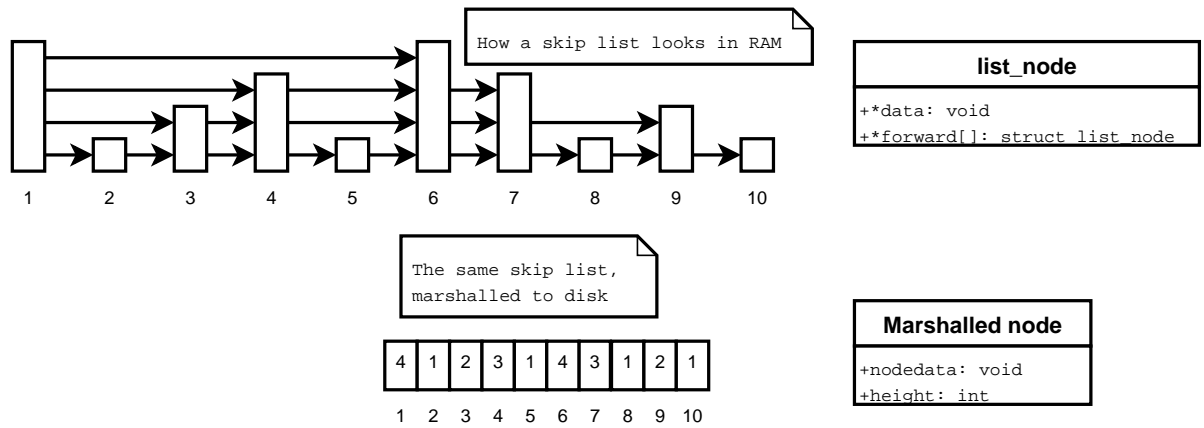 How a skip list looks in RAM
list_node
+*data: void
+*forward[]: struct list_node
1 2 3 4 5 6 7 8 9 10
The same skip list,
marshalled to disk
Marshalled node
+nodedata: void
+height: int
4 1 2 3 1 4 3 1 2 1
1 2 3 4 5 6 7 8 9 10